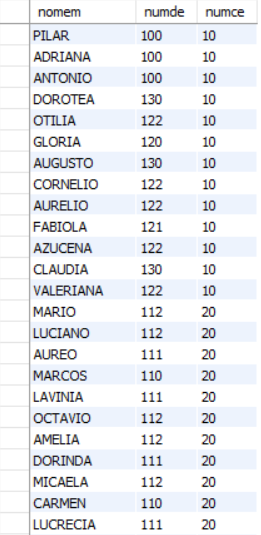 nomem numde numce
PILAR 100 10
ADRIANA 100 10
ANTONIO 100 10
DOROTEA 130 10
OTILIA 122 10
GLORIA 120 10
AUGUSTO 130 10
CORNELIO 122 10
AURELIO 122 10
FABIOLA 121 10
AZUCENA 122 10
CLAUDIA 130 10
VALERIANA 122 10
MARIO 112 20
LUCIANO 112 20
AUREO 111 20
MARCOS 110 20
LAVINIA 111 20
OCTAVIO 112 20
AMELIA 112 20
DORINDA 111 20
MICAELA 112 20
CARMEN 110 20
LUCRECIA 111 20